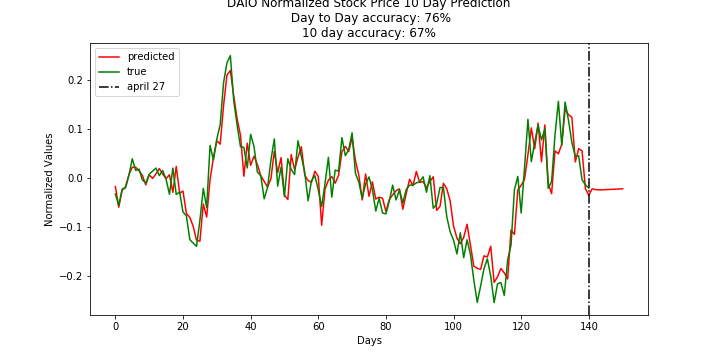 DAIO Normalized Stock Price 10 Day Prediction
Day to Day accuracy: 76%
10 day accuracy: 67%
predicted
true
april 27
Normalized Values
0.2
0.1
0.0
−0.1
−0.2
0 20 40 60 80 100 120 140
Days